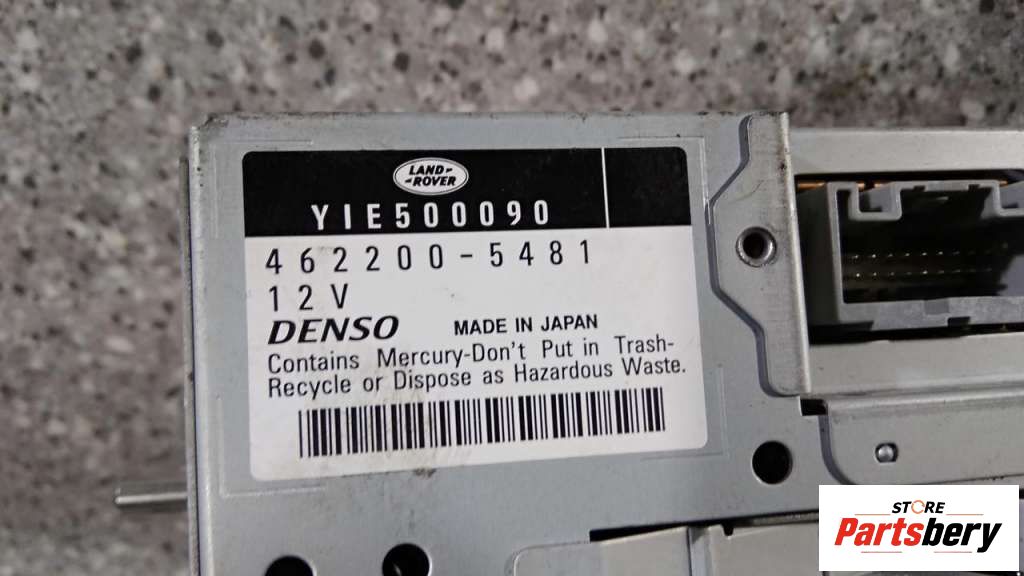 LAND-
-ROVER
YIE500090
462200-5481
12V
DENSO MADE IN JAPAN
Contains Mercury-Don't Put in Trash-
Recycle or Dispose as Hazardous Waste.
STORE
Partsbery